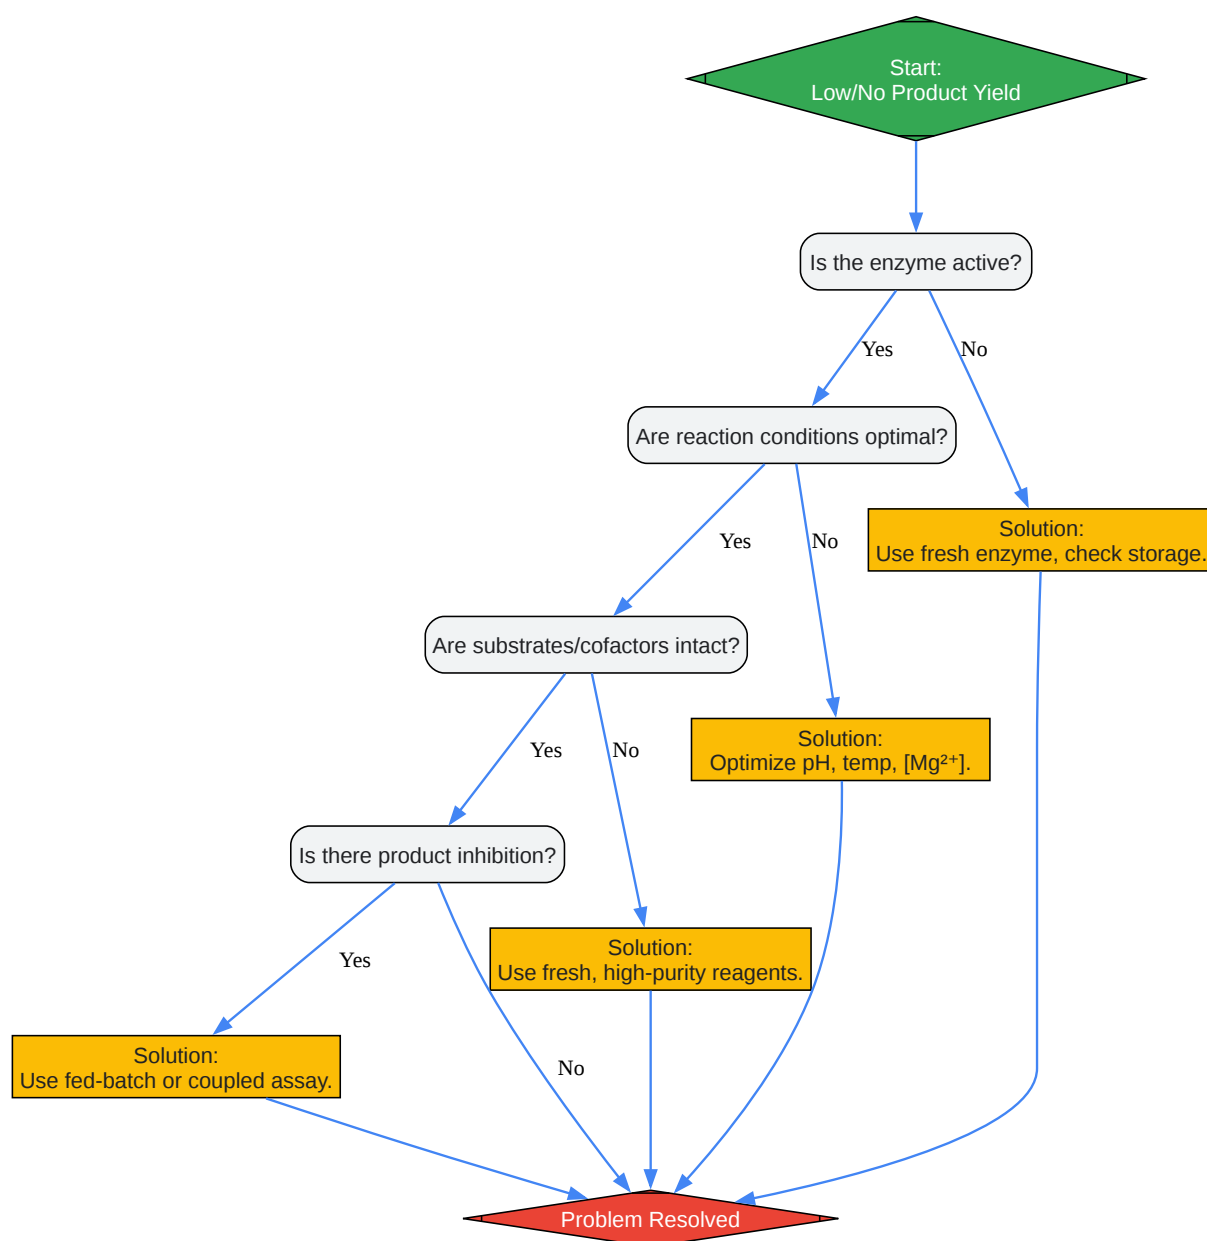 Start:
Low/No Product Yield
Is the enzyme active?
Yes
No
Are reaction conditions optimal?
Solution:
Use fresh enzyme, check storage.
Yes
No
Are substrates/cofactors intact?
Solution:
Optimize pH, temp, [Mg²⁺].
Yes
No
Is there product inhibition?
Solution:
Use fresh, high-purity reagents.
Yes
Solution:
Use fed-batch or coupled assay.
No
Problem Resolved